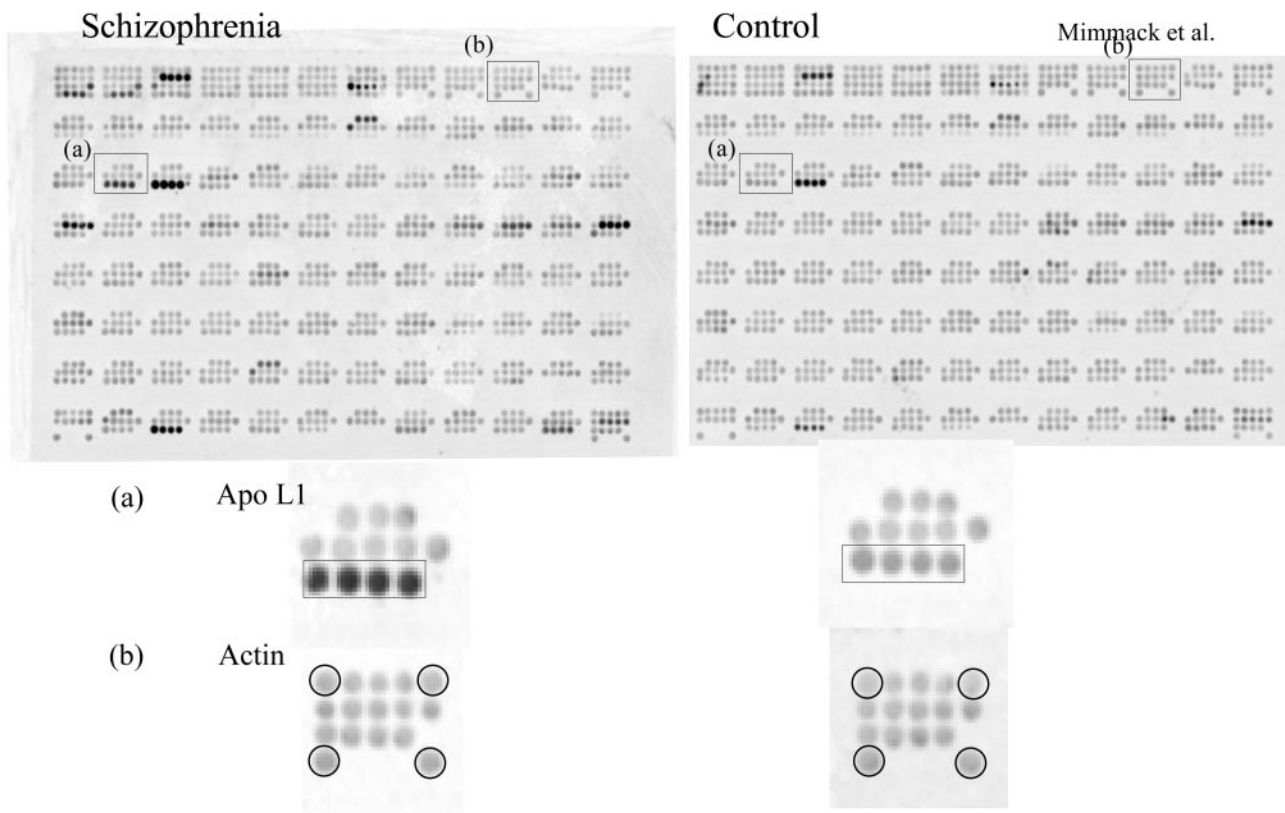 Schizophrenia
Control
Mimmack et al.
(b)
(b)
(a)
(a)
(a) Apo L1
(b) Actin